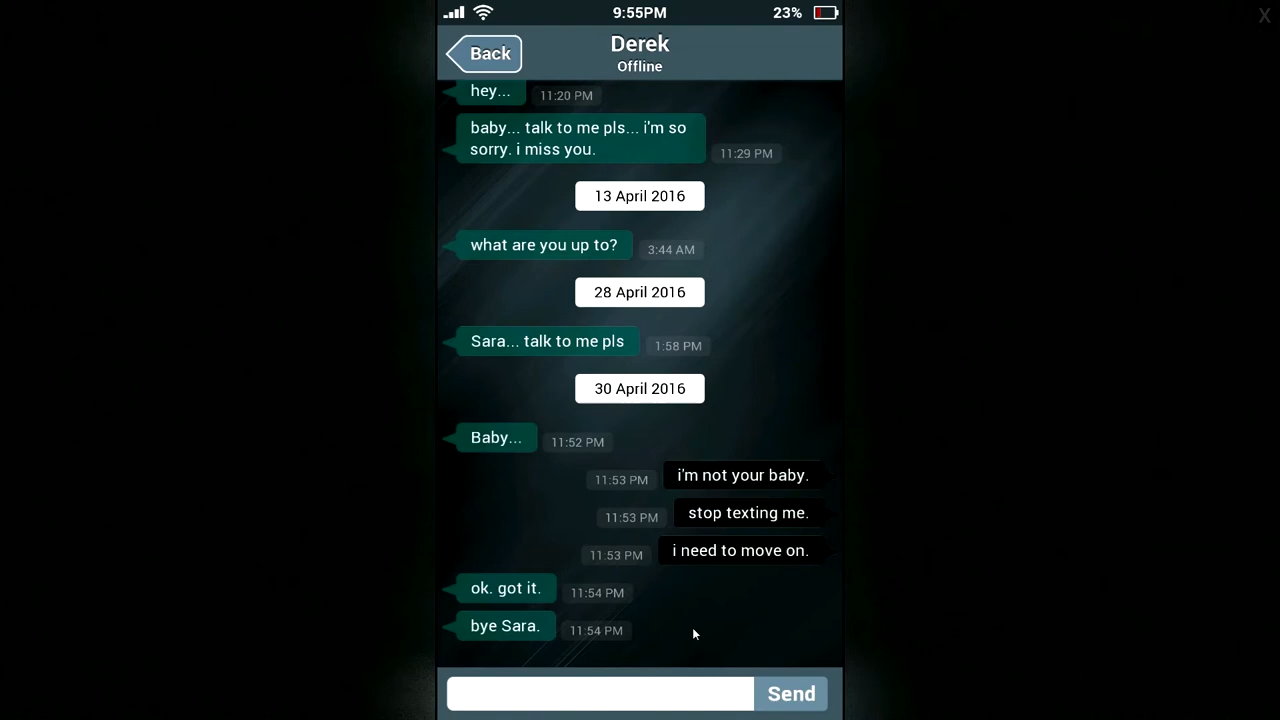 9:55PM 23%
X
Back
Derek
Offline
hey... 11:20 PM
baby... talk to me pls... i'm so
sorry. i miss you. 11:29 PM
13 April 2016
what are you up to? 3:44 AM
28 April 2016
Sara... talk to me pls 1:58 PM
30 April 2016
Baby... 11:52 PM
11:53 PM i'm not your baby.
11:53 PM stop texting me.
11:53 PM i need to move on.
ok. got it. 11:54 PM
bye Sara. 11:54 PM
Send